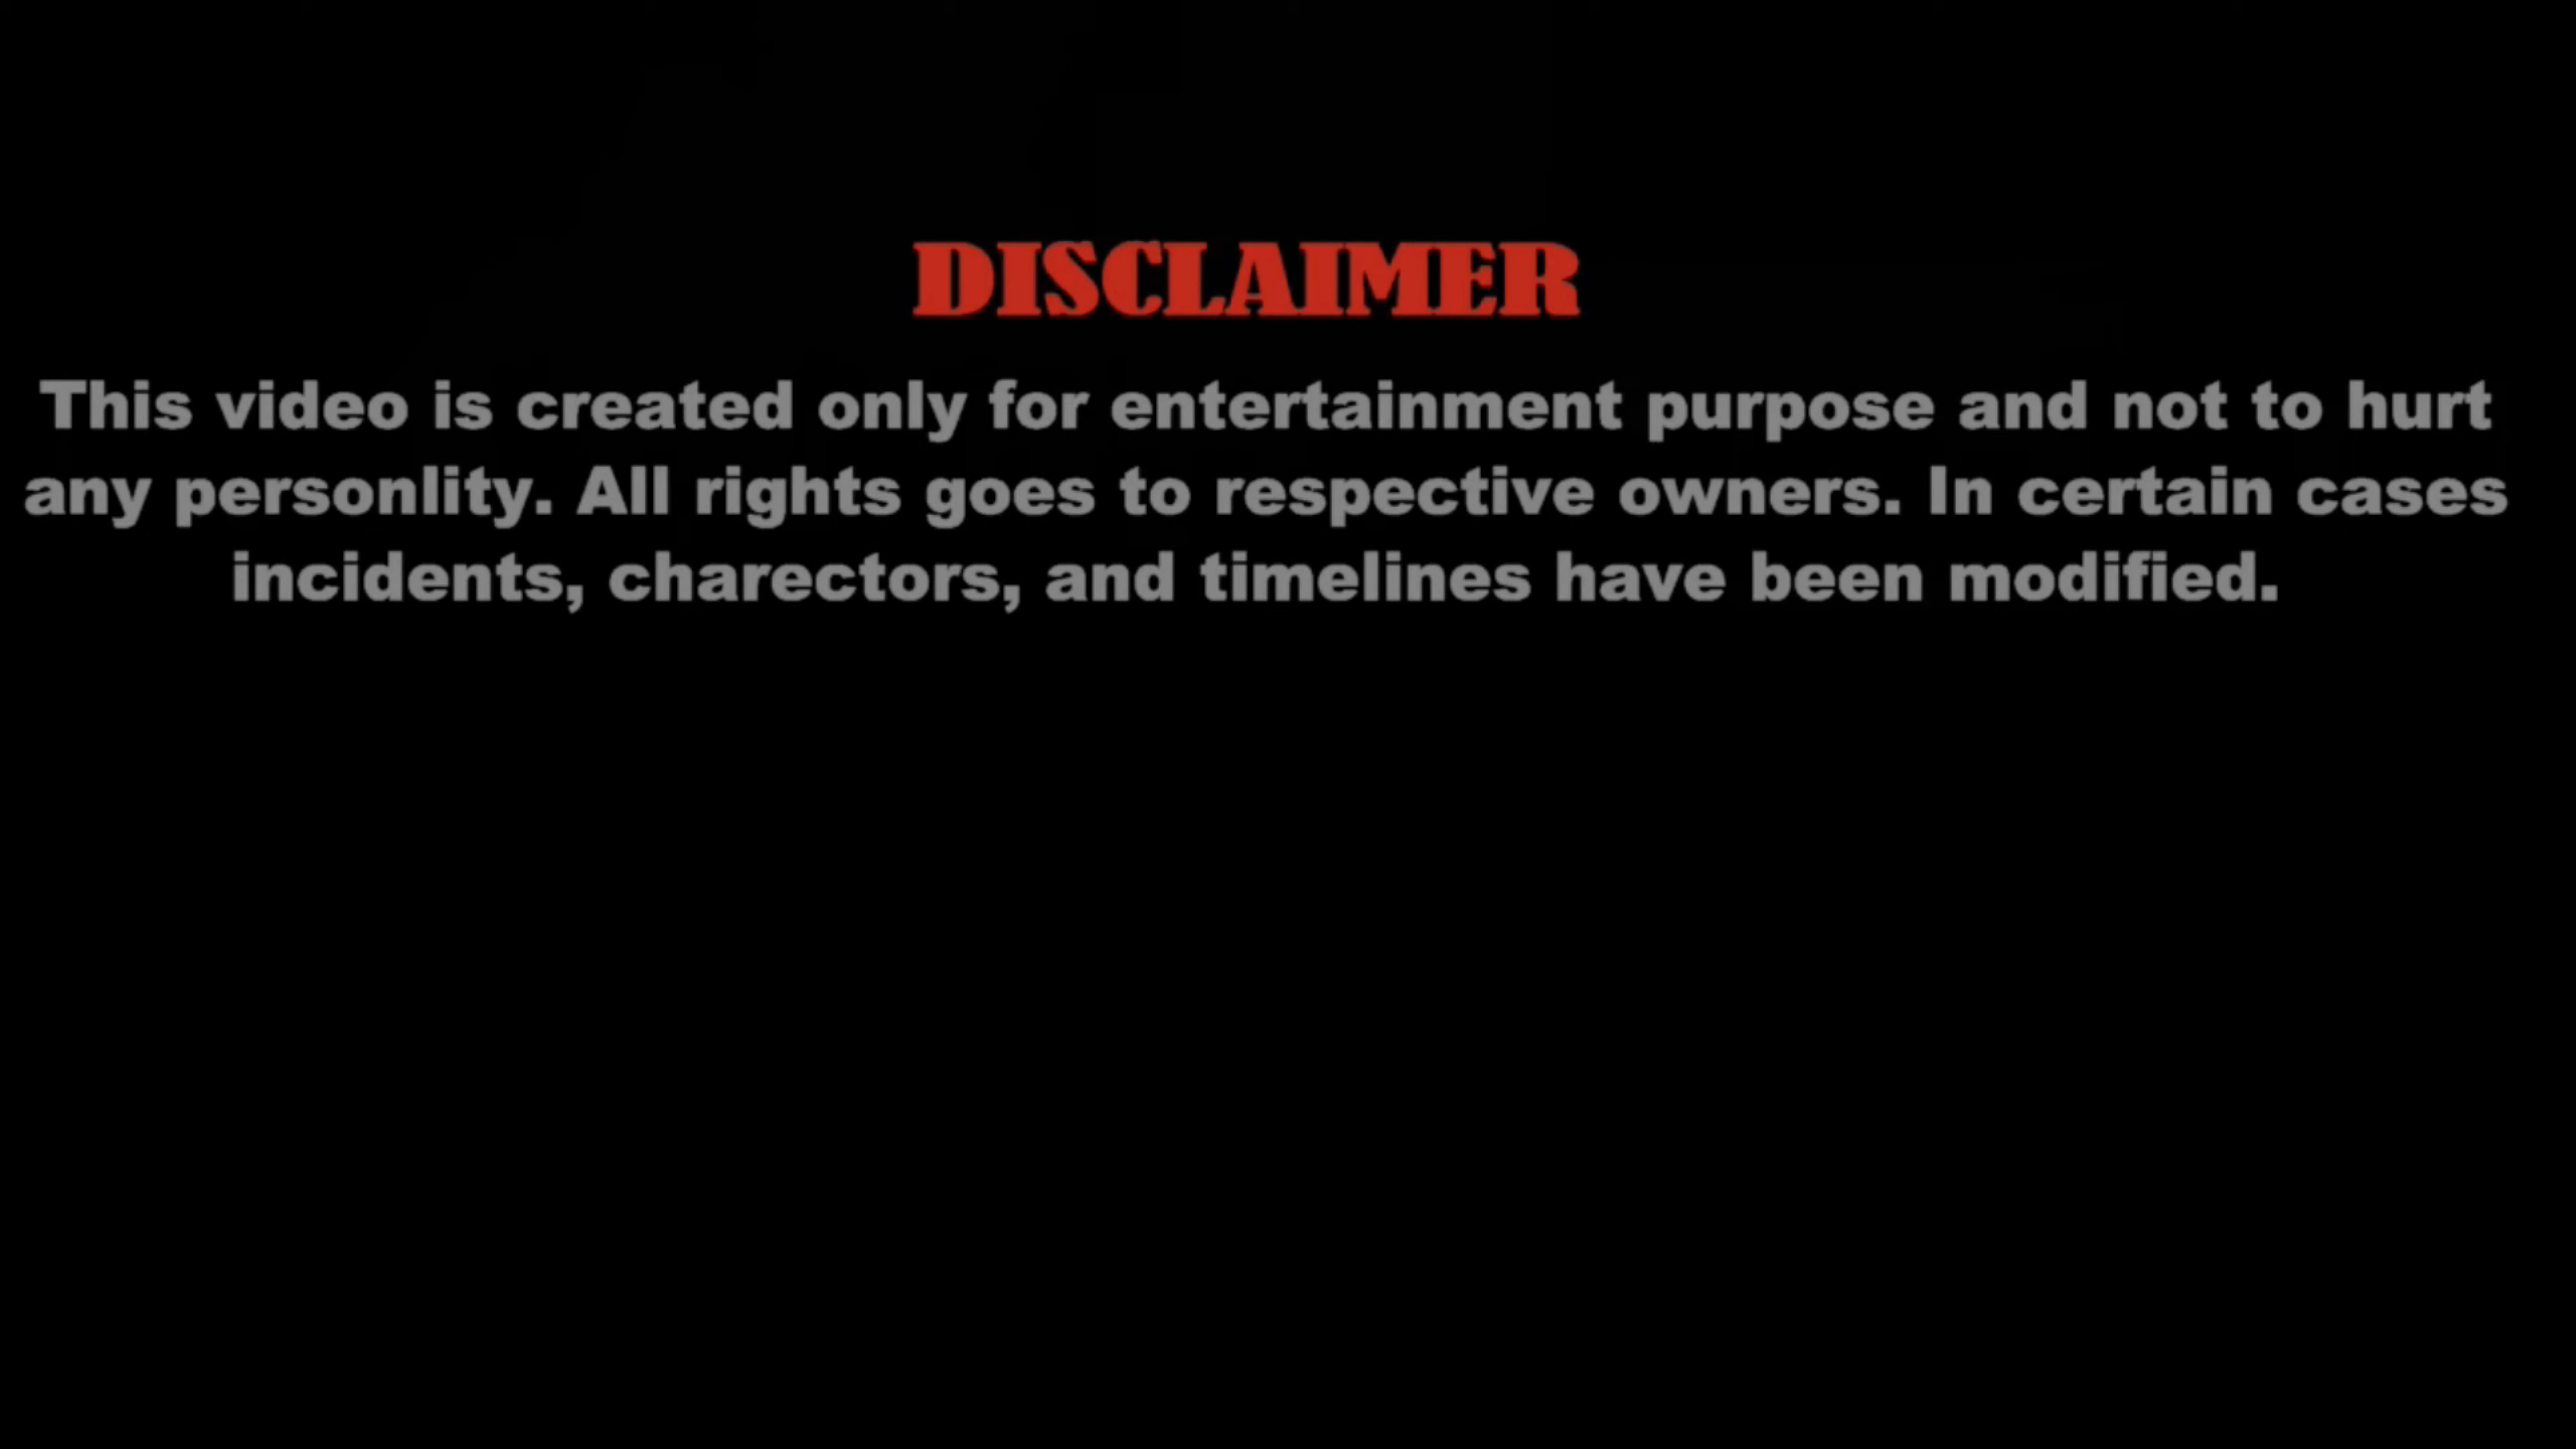 DISCLAIMER
This video is created only for entertainment purpose and not to hurt
any personlity. All rights goes to respective owners. In certain cases
incidents, charectors, and timelines have been modified.